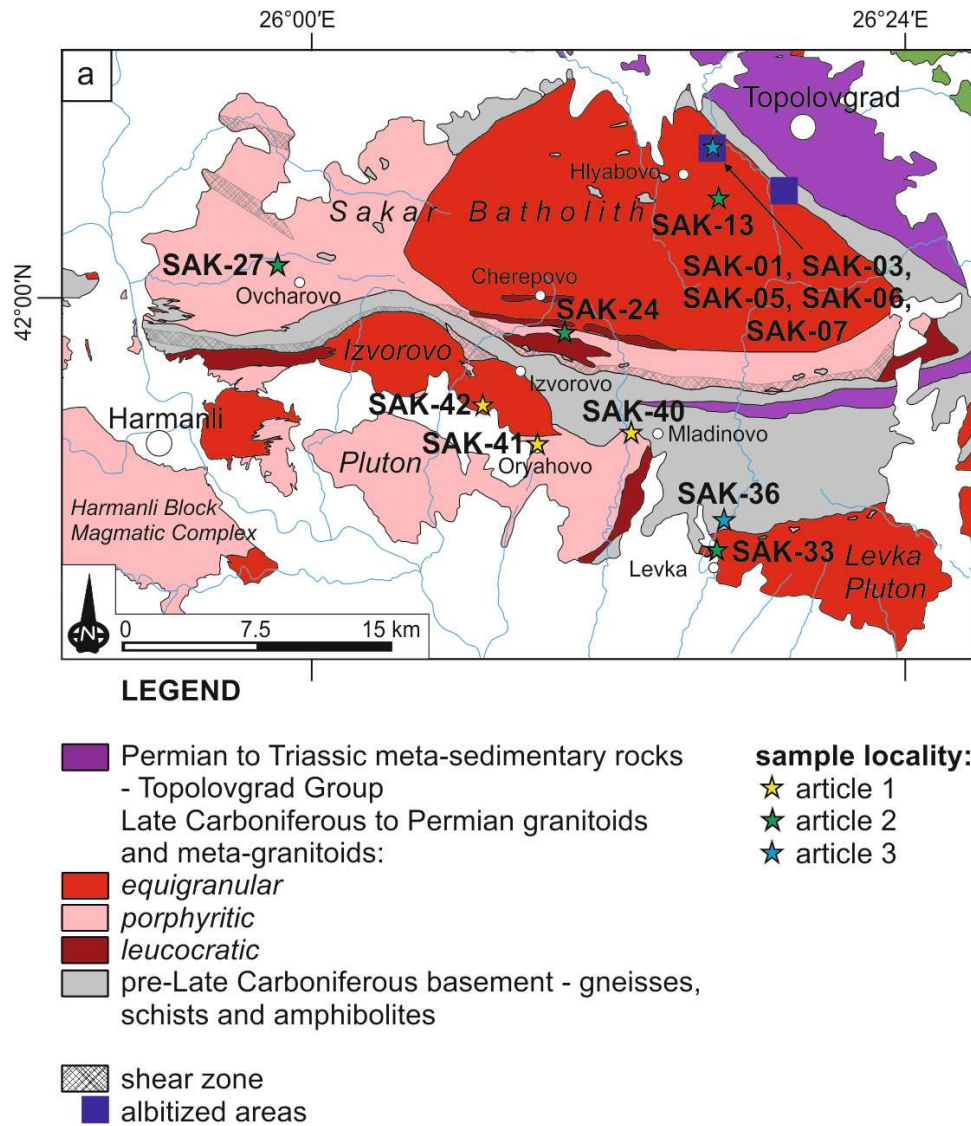 26°00′E
26°24′E
a
Topolovgrad
Hlyabovo
Sakar Batholith
SAK-13
SAK-27
Ovcharovo
Cherepovo
SAK-01, SAK-03,
SAK-05, SAK-06,
SAK-07
42°00′N
SAK-24
Izvorovo
Izvorovo
SAK-42
SAK-40
Harmanli
SAK-41
Mladinovo
Pluton
Oryahovo
SAK-36
Harmanli Block
Magmatic Complex
SAK-33
Levka
Levka
Pluton
N
0 7.5 15 km
LEGEND
Permian to Triassic meta-sedimentary rocks
- Topolovgrad Group
Late Carboniferous to Permian granitoids
and meta-granitoids:
equigranular
porphyritic
leucocratic
pre-Late Carboniferous basement - gneisses,
schists and amphibolites
shear zone
albitized areas
sample locality:
article 1
article 2
article 3